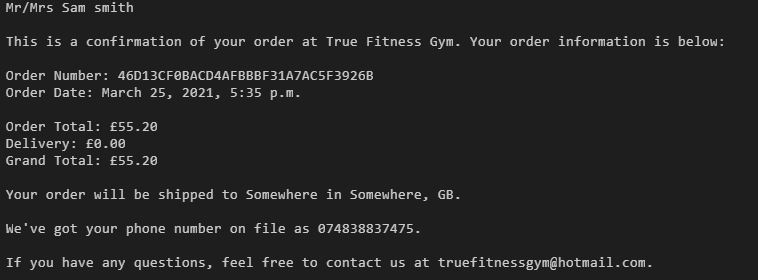 Mr/Mrs Sam smith
This is a confirmation of your order at True Fitness Gym. Your order information is below:
Order Number: 46D13CF0BACD4AFBBBF31A7AC5F3926B
Order Date: March 25, 2021, 5:35 p.m.
Order Total: £55.20
Delivery: £0.00
Grand Total: £55.20
Your order will be shipped to Somewhere in Somewhere, GB.
We've got your phone number on file as 074838837475.
If you have any questions, feel free to contact us at truefitnessgym@hotmail.com.